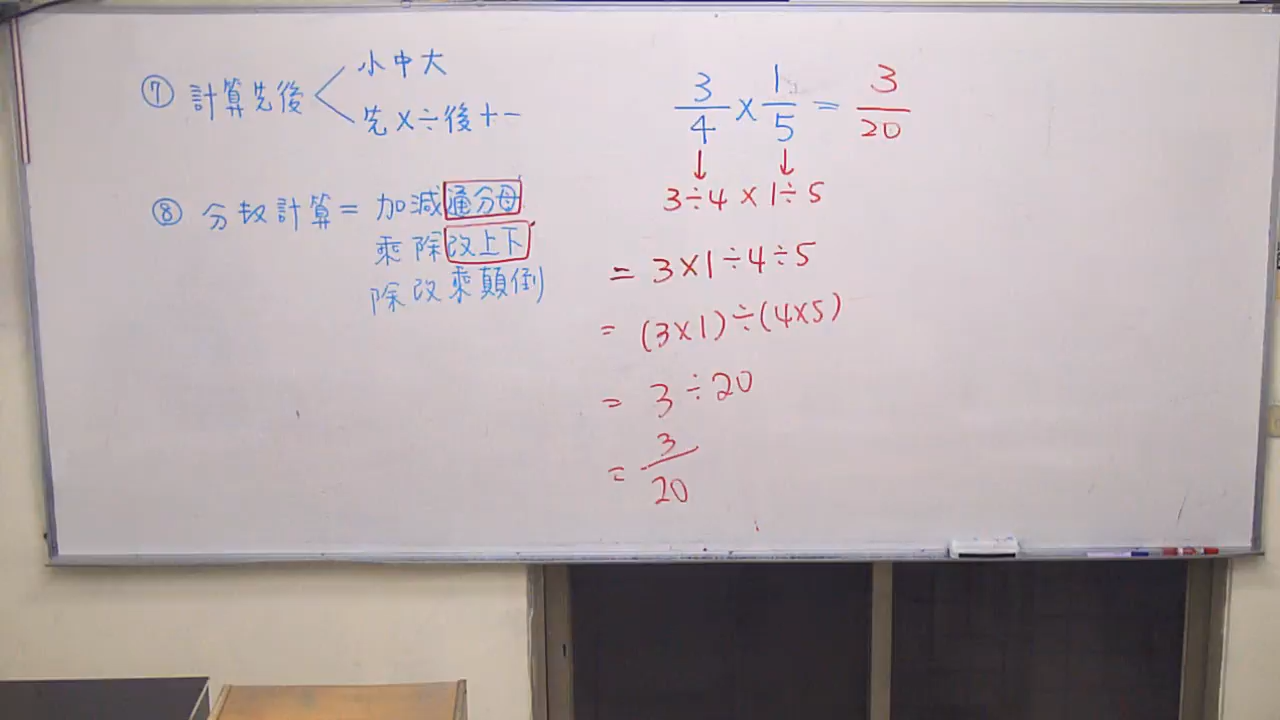 ⑦ 計算先後 小中大
先×÷後+-
⑧ 分数計算= 加減通分母
乘除改上下
除改乘顛倒
3/4 × 1/5 = 3/20
↓ ↓
3÷4 × 1÷5
= 3×1÷4÷5
= (3×1)÷(4×5)
= 3÷20
= 3/20